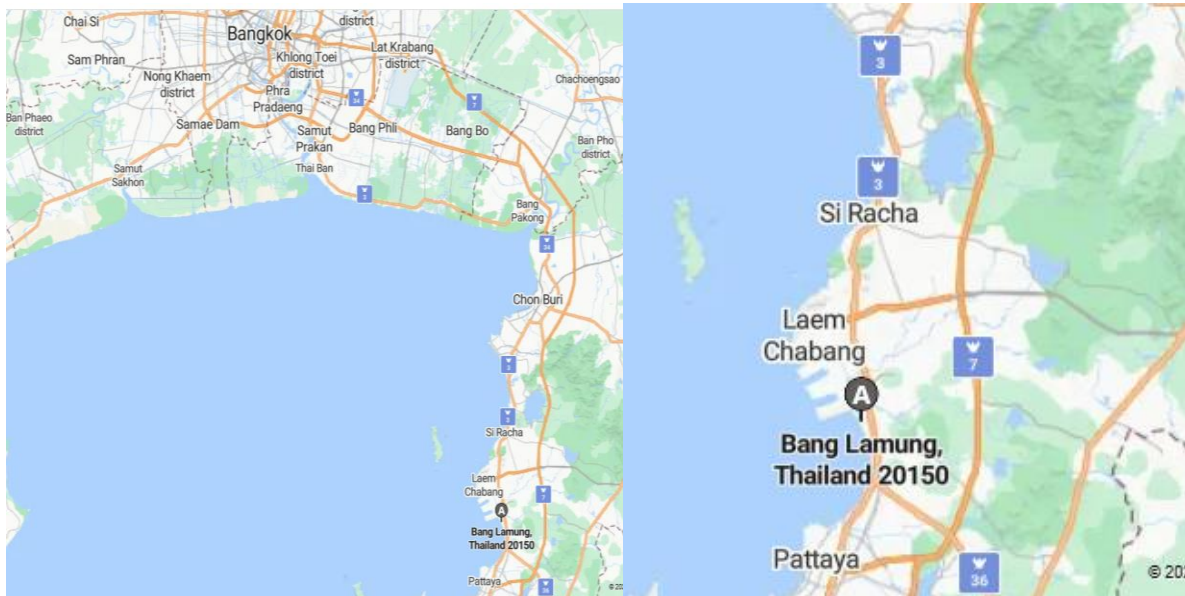 Chai Si
Bangkok
district
Lat Krabang
district
Sam Phran
Khlong Toei
district
Nong Khaem
district
Chachoengsao
Phra
Pradaeng
34
7
Ban Phaeo
district
Samae Dam
Samut
Prakan
Bang Phli
Bang Bo
Ban Pho
district
Thai Ban
Samut
Sakhon
3
Bang
Pakong
34
Chon Buri
3
3
Si Racha
Laem
Chabang
7
A
Bang Lamung,
Thailand 20150
Pattaya
36
3
3
Si Racha
Laem
Chabang
7
A
Bang Lamung,
Thailand 20150
Pattaya
36
© 202